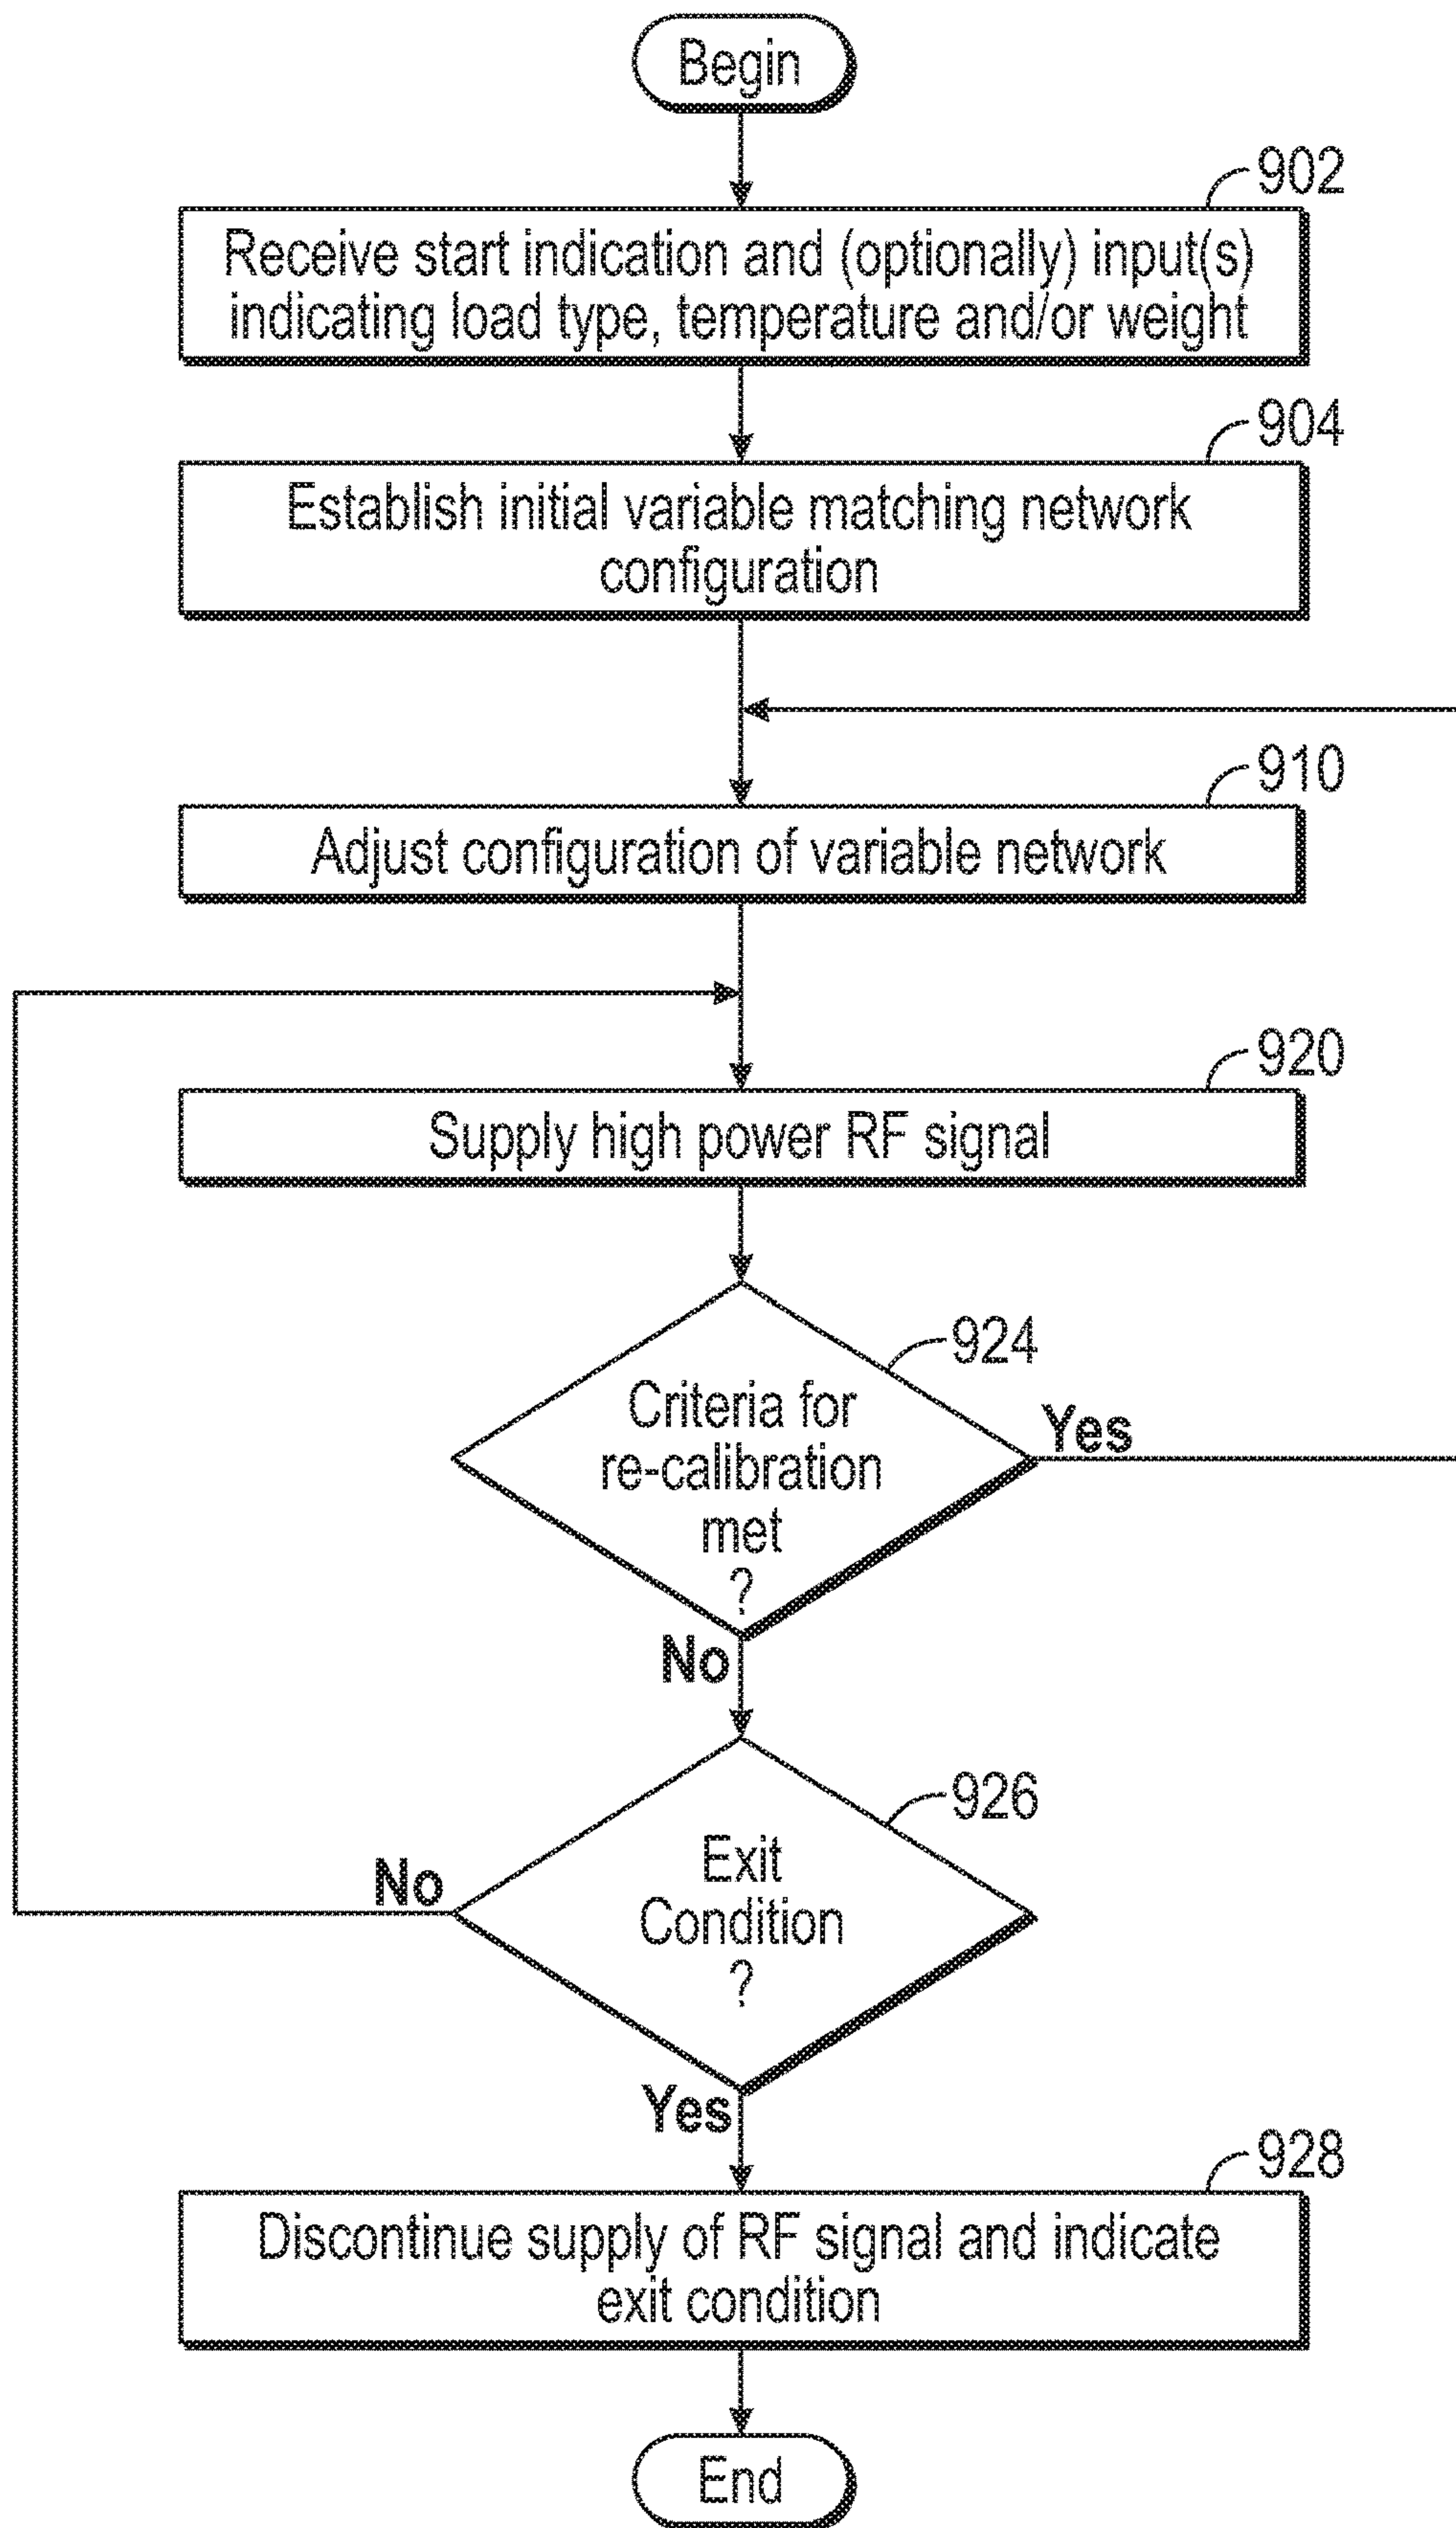 Begin
902
Receive start indication and (optionally) input(s)
indicating load type, temperature and/or weight
904
Establish initial variable matching network
configuration
910
Adjust configuration of variable network
920
Supply high power RF signal
924
Criteria for
re-calibration
met
?
Yes
No
926
Exit
Condition
?
No
Yes
928
Discontinue supply of RF signal and indicate
exit condition
End